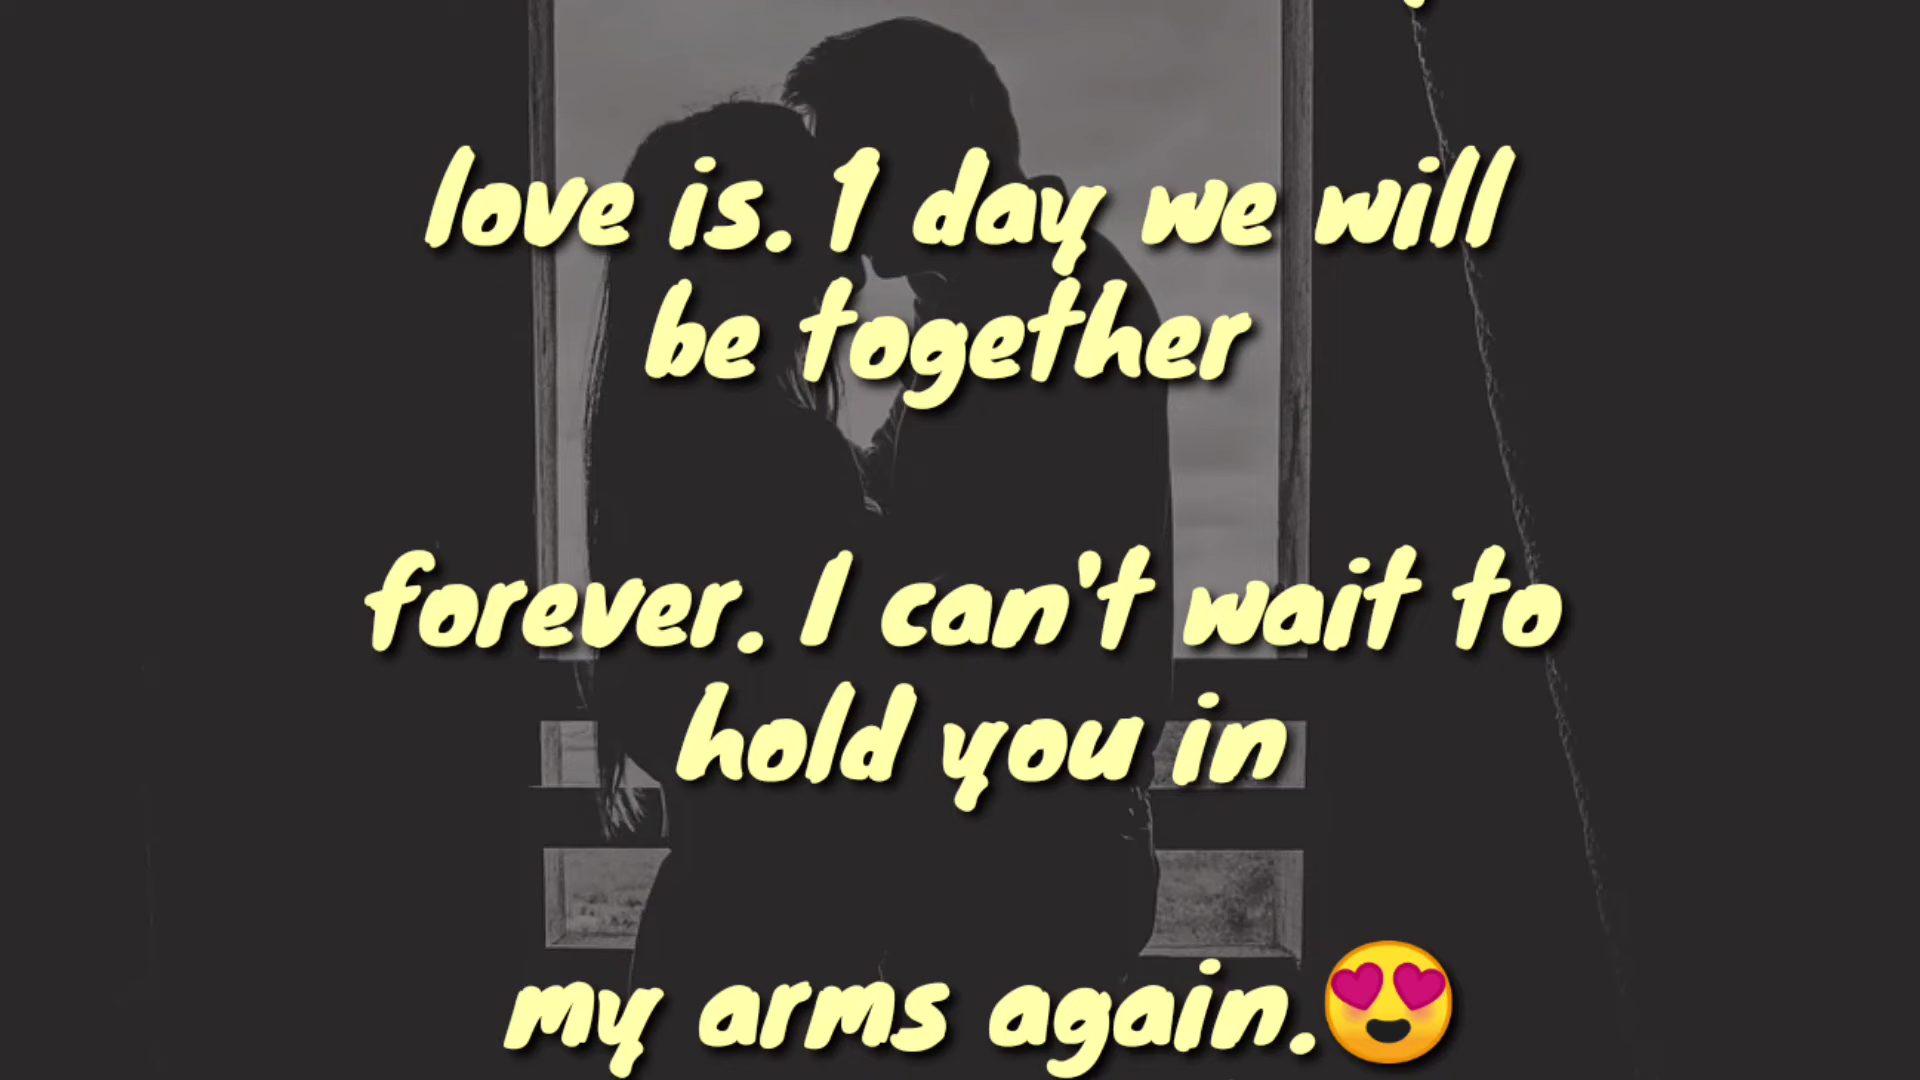 love is. 1 day we will
be together
forever. I can't wait to
hold you in
my arms again.😍